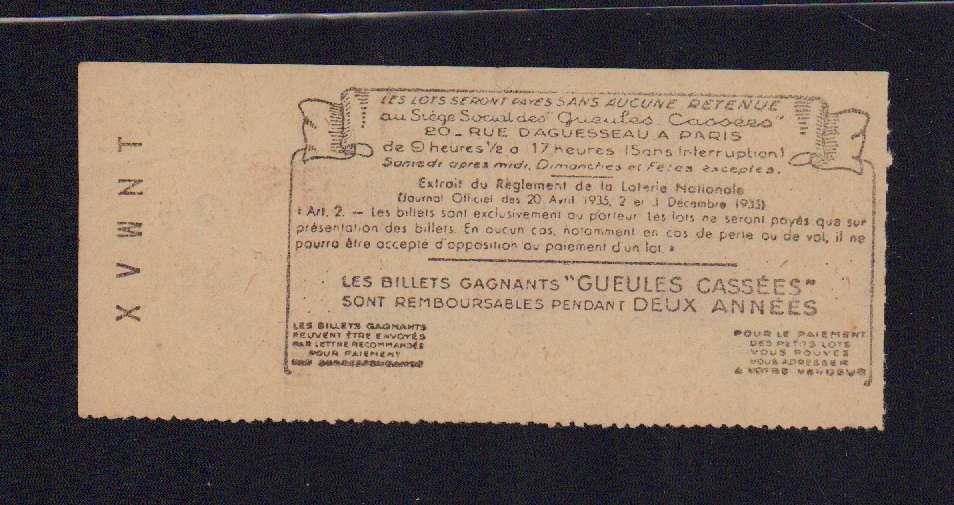 LES LOTS SERONT PAYÉS SANS AUCUNE RETENUE
au Siège Social des "Gueules Cassées"
20 - RUE D'AGUESSEAU A PARIS
de 9 heures ½ à 17 heures (Sans Interruption)
Samedi après midi, Dimanches et Fêtes exceptés.
Extrait du Règlement de la Loterie Nationale
(Journal Officiel des 20 Avril 1935, 2 et Décembre 1935)
« Art. 2. — Les billets sont exclusivement au porteur. Les lots ne seront payés que sur
présentation des billets. En aucun cas, notamment en cas de perte ou de vol, il ne
pourra être accepté d'opposition au paiement d'un lot. »
LES BILLETS GAGNANTS "GUEULES CASSÉES"
SONT REMBOURSABLES PENDANT DEUX ANNÉES
LES BILLETS GAGNANTS
PEUVENT ÊTRE ENVOYÉS
PAR LETTRE RECOMMANDÉE
POUR PAIEMENT
POUR LE PAIEMENT
DES PETITS LOTS
VOUS POUVEZ
VOUS ADRESSER
A VOTRE VENDEUR
XVWNT